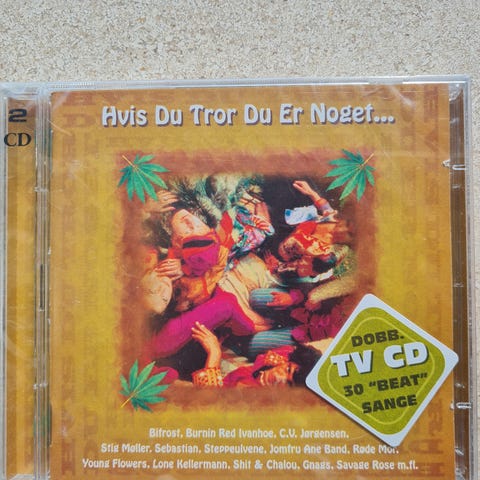 2
CD
Hvis Du Tror Du Er Noget...
DOBB.
TV CD
30 "BEAT"
SANGE
Bifrost, Burnin Red Ivanhoe, C.V. Jørgensen,
Stig Møller, Sebastian, Steppeulvene, Jomfru Ane Band, Røde Mor,
Young Flowers, Lone Kellermann, Shit & Chalou, Gnags, Savage Rose m.fl.